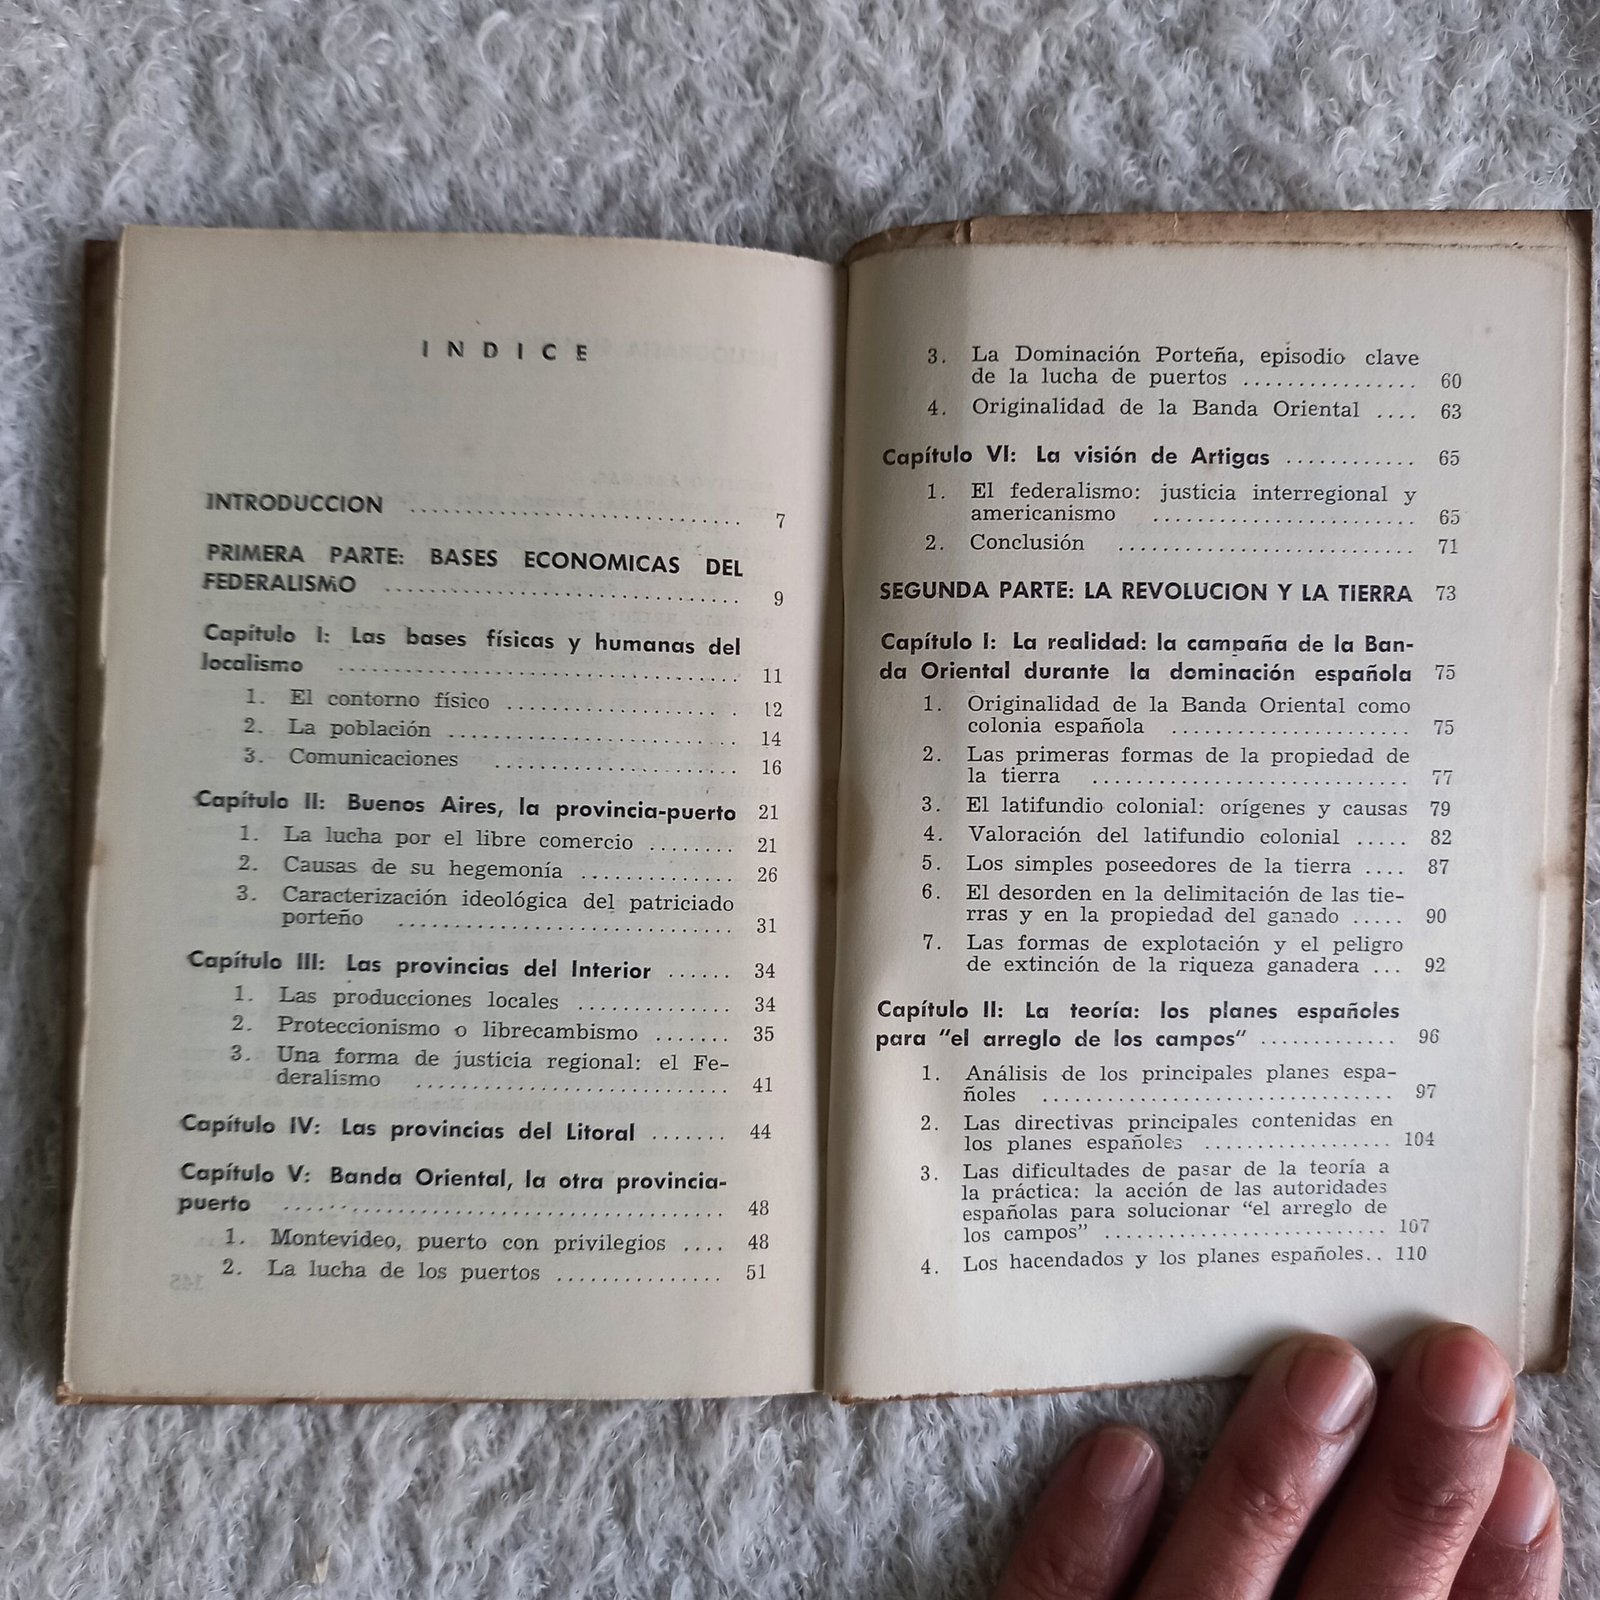 INDICE
INTRODUCCION .............................. 7
PRIMERA PARTE: BASES ECONOMICAS DEL
FEDERALISMO ................................ 9
Capítulo I: Las bases físicas y humanas del
localismo .................................... 11
1. El contorno físico .................... 12
2. La población ......................... 14
3. Comunicaciones ..................... 16
Capítulo II: Buenos Aires, la provincia-puerto 21
1. La lucha por el libre comercio ........ 21
2. Causas de su hegemonía .............. 26
3. Caracterización ideológica del patriciado
porteño .............................. 31
Capítulo III: Las provincias del Interior ...... 34
1. Las producciones locales ............. 34
2. Proteccionismo o librecambismo ....... 35
3. Una forma de justicia regional: el Fe-
deralismo ............................ 41
Capítulo IV: Las provincias del Litoral ....... 44
Capítulo V: Banda Oriental, la otra provincia-
puerto ...................................... 48
1. Montevideo, puerto con privilegios .... 48
2. La lucha de los puertos ............... 51
3. La Dominación Porteña, episodio clave
de la lucha de puertos ................ 60
4. Originalidad de la Banda Oriental .... 63
Capítulo VI: La visión de Artigas ............ 65
1. El federalismo: justicia interregional y
americanismo ........................ 65
2. Conclusión ........................... 71
SEGUNDA PARTE: LA REVOLUCION Y LA TIERRA 73
Capítulo I: La realidad: la campaña de la Ban-
da Oriental durante la dominación española 75
1. Originalidad de la Banda Oriental como
colonia española ...................... 75
2. Las primeras formas de la propiedad de
la tierra ............................. 77
3. El latifundio colonial: orígenes y causas 79
4. Valoración del latifundio colonial ..... 82
5. Los simples poseedores de la tierra .... 87
6. El desorden en la delimitación de las tie-
rras y en la propiedad del ganado ..... 90
7. Las formas de explotación y el peligro
de extinción de la riqueza ganadera ... 92
Capítulo II: La teoría: los planes españoles
para "el arreglo de los campos" ............. 96
1. Análisis de los principales planes espa-
ñoles ................................. 97
2. Las directivas principales contenidas en
los planes españoles .................. 104
3. Las dificultades de pasar de la teoría a
la práctica: la acción de las autoridades
españolas para solucionar "el arreglo de
los campos" .......................... 107
4. Los hacendados y los planes españoles.. 110